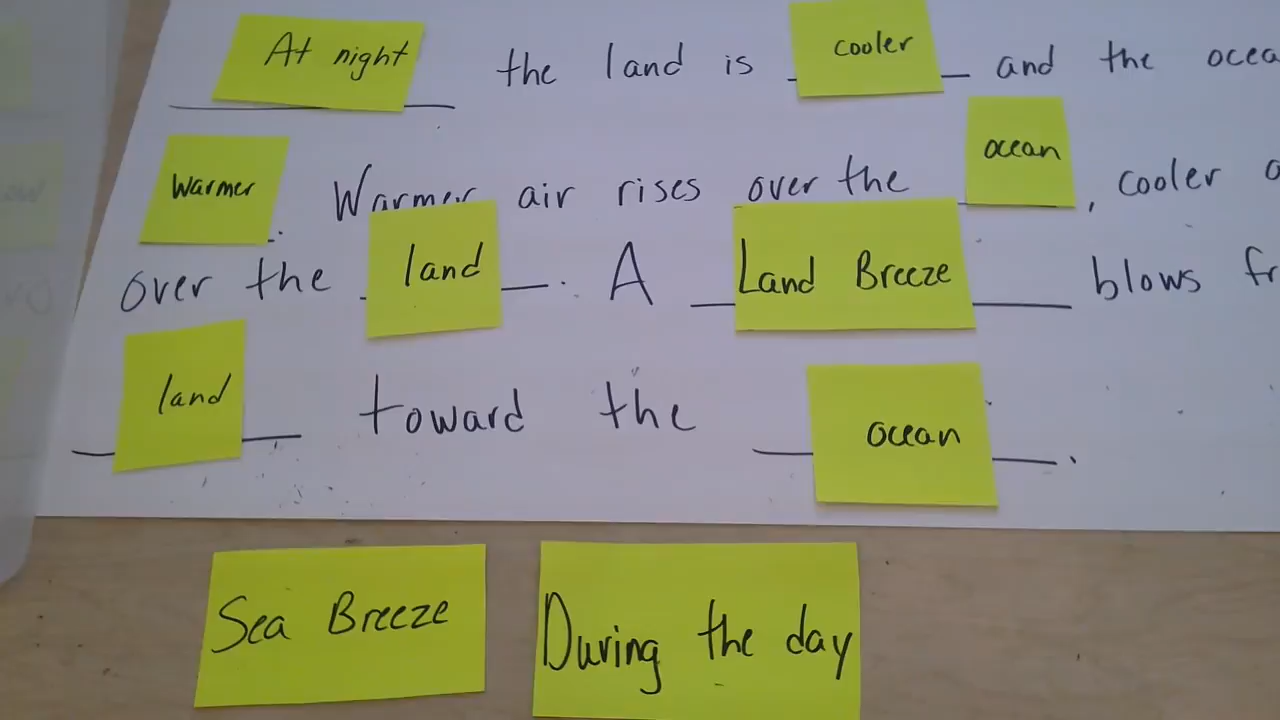 At night the land is cooler and the ocea
Warmer. Warmer air rises over the ocean, cooler
over the land. A Land Breeze blows fr
land toward the ocean.
Sea Breeze During the day